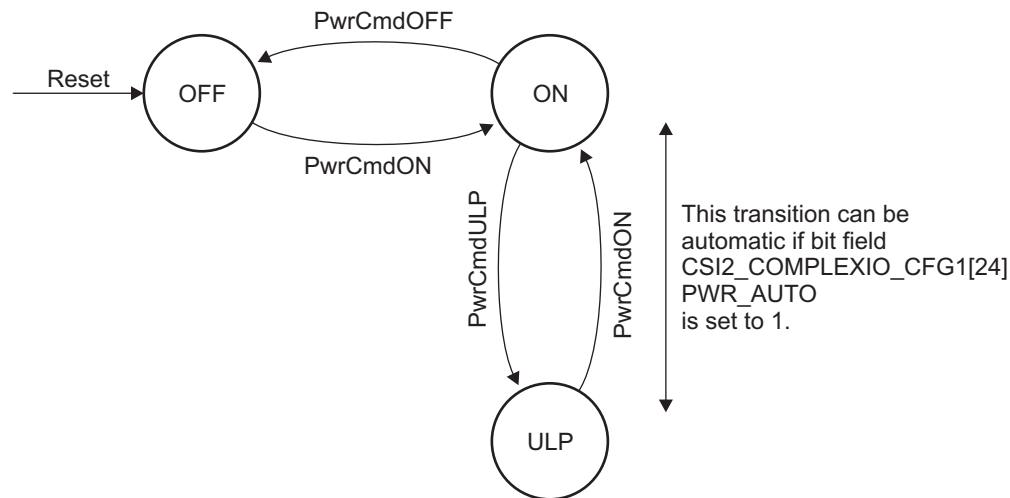 PwrCmdOFF
Reset
OFF
ON
PwrCmdON
PwrCmdULP
PwrCmdON
This transition can be
automatic if bit field
CSI2_COMPLEXIO_CFG1[24]
PWR_AUTO
is set to 1.
ULP